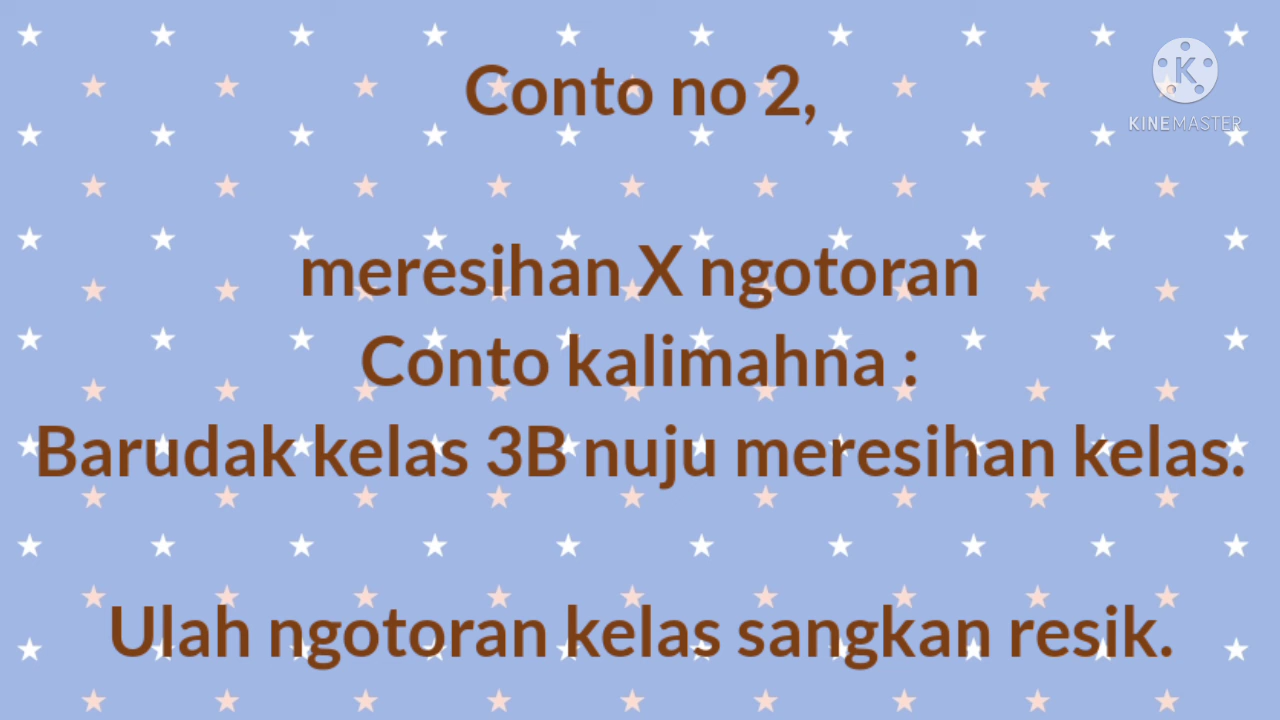 Conto no 2,
K
KINEMASTER
meresihan X ngotoran
Conto kalimahna :
Barudak kelas 3B nuju meresihan kelas.
Ulah ngotoran kelas sangkan resik.